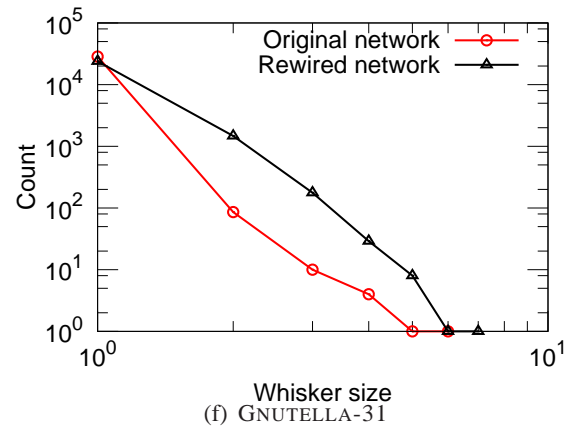 10^5
10^4
10^3
10^2
10^1
10^0
Count
Original network
Rewired network
10^0
10^1
Whisker size
(f) GNUTELLA-31